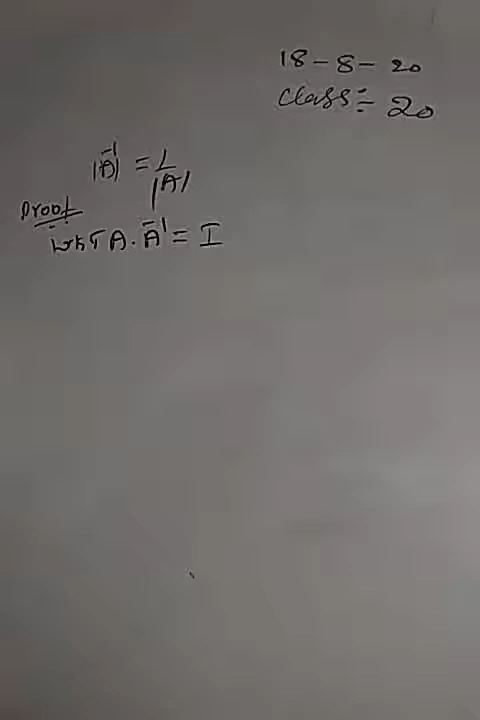 18-8-20
Class:- 20
|A⁻¹| = 1/|A|
Proof
WKT A. A⁻¹ = I